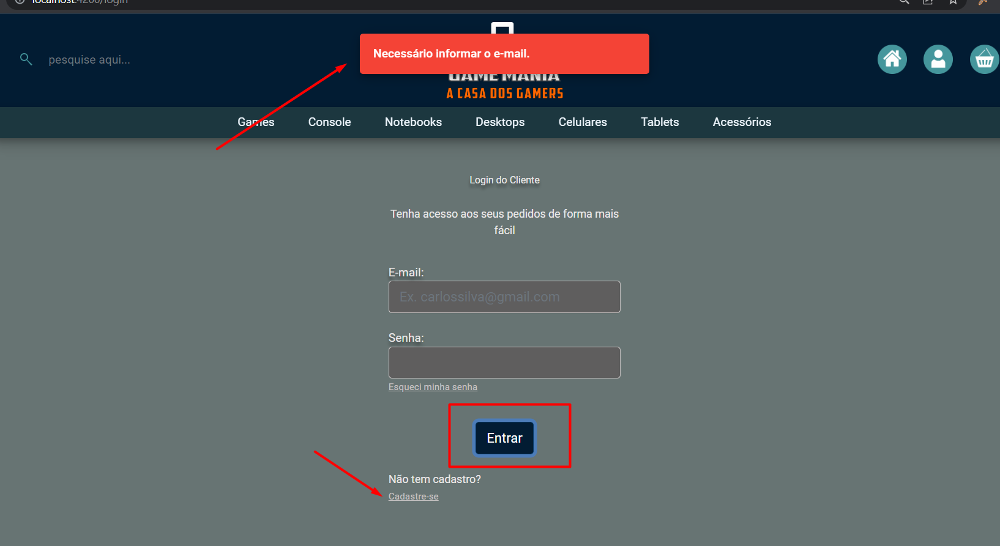 localhost:4200/login
pesquise aqui...
Necessário informar o e-mail.
GAME MANIA
A CASA DOS GAMERS
Games Console Notebooks Desktops Celulares Tablets Acessórios
Login do Cliente
Tenha acesso aos seus pedidos de forma mais
fácil
E-mail:
Ex. carlossilva@gmail.com
Senha:
Esqueci minha senha
Entrar
Não tem cadastro?
Cadastre-se